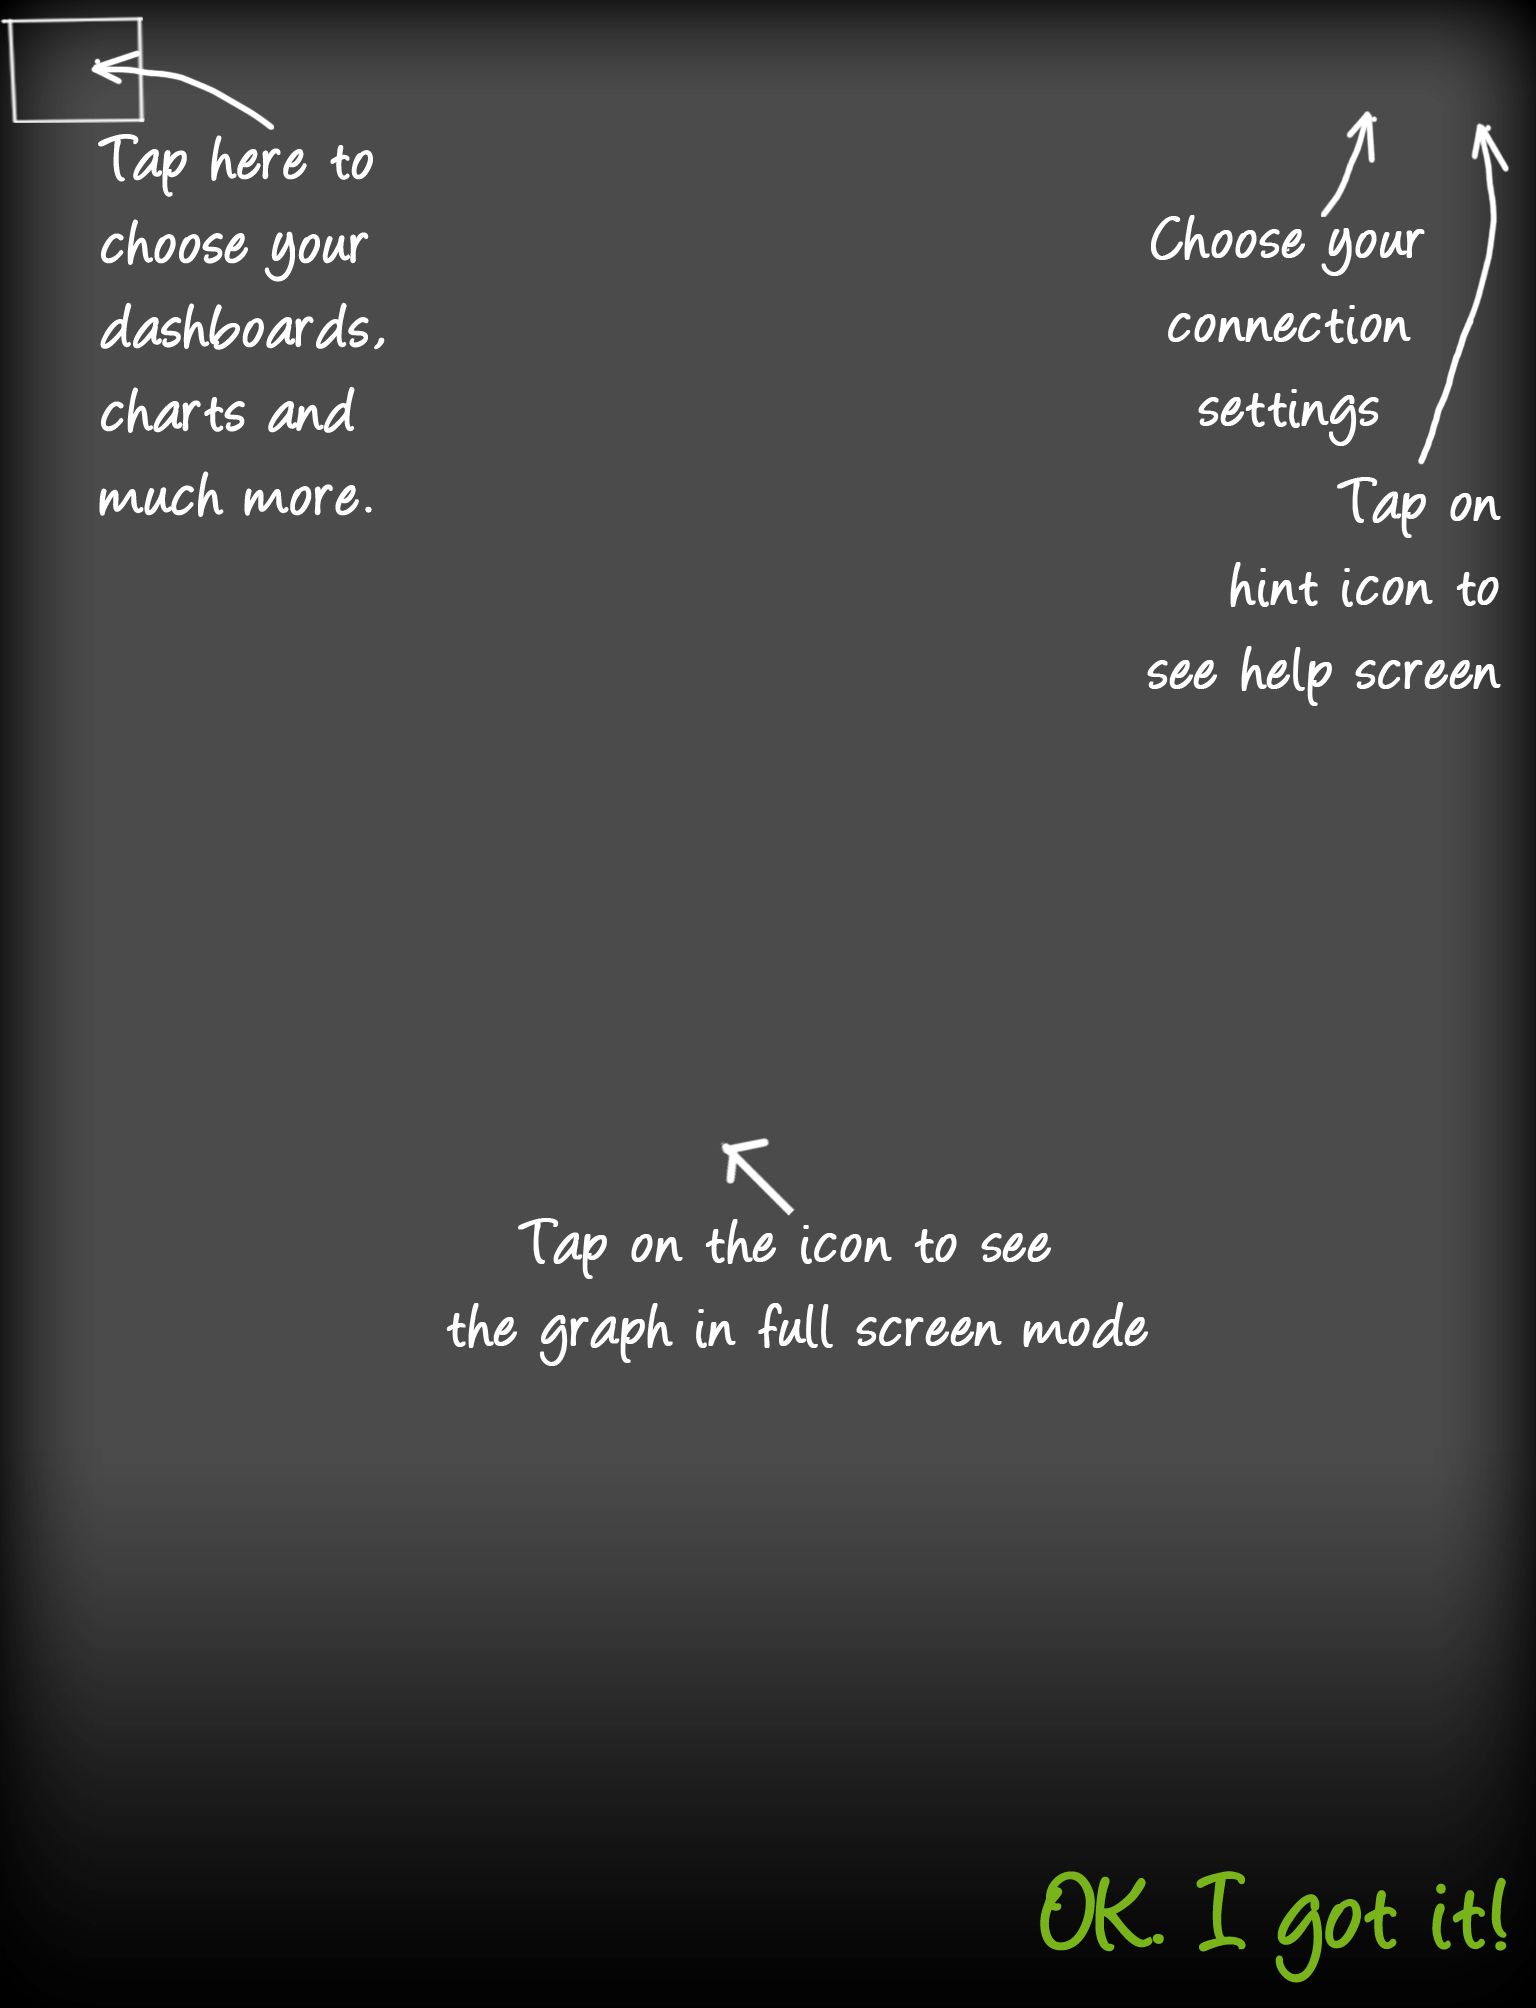 Tap here to
choose your
dashboards,
charts and
much more.
Choose your
connection
settings
Tap on
hint icon to
see help screen
Tap on the icon to see
the graph in full screen mode
OK. I got it!